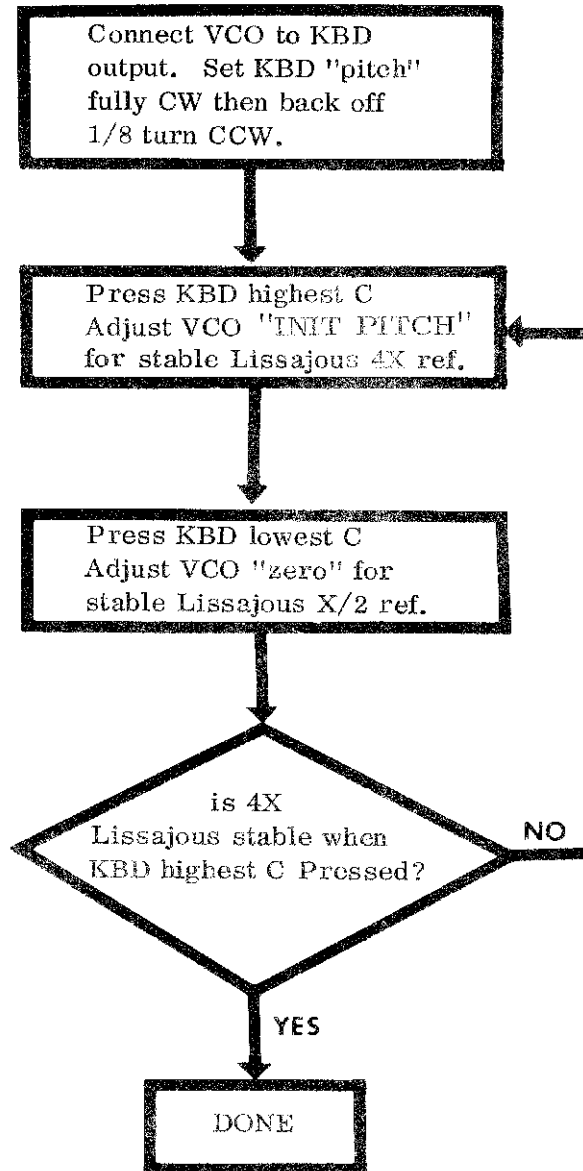 Connect VCO to KBD
output. Set KBD "pitch"
fully CW then back off
1/8 turn CCW.
Press KBD highest C
Adjust VCO "INIT PITCH"
for stable Lissajous 4X ref.
Press KBD lowest C
Adjust VCO "zero" for
stable Lissajous X/2 ref.
is 4X
Lissajous stable when
KBD highest C Pressed?
NO
YES
DONE